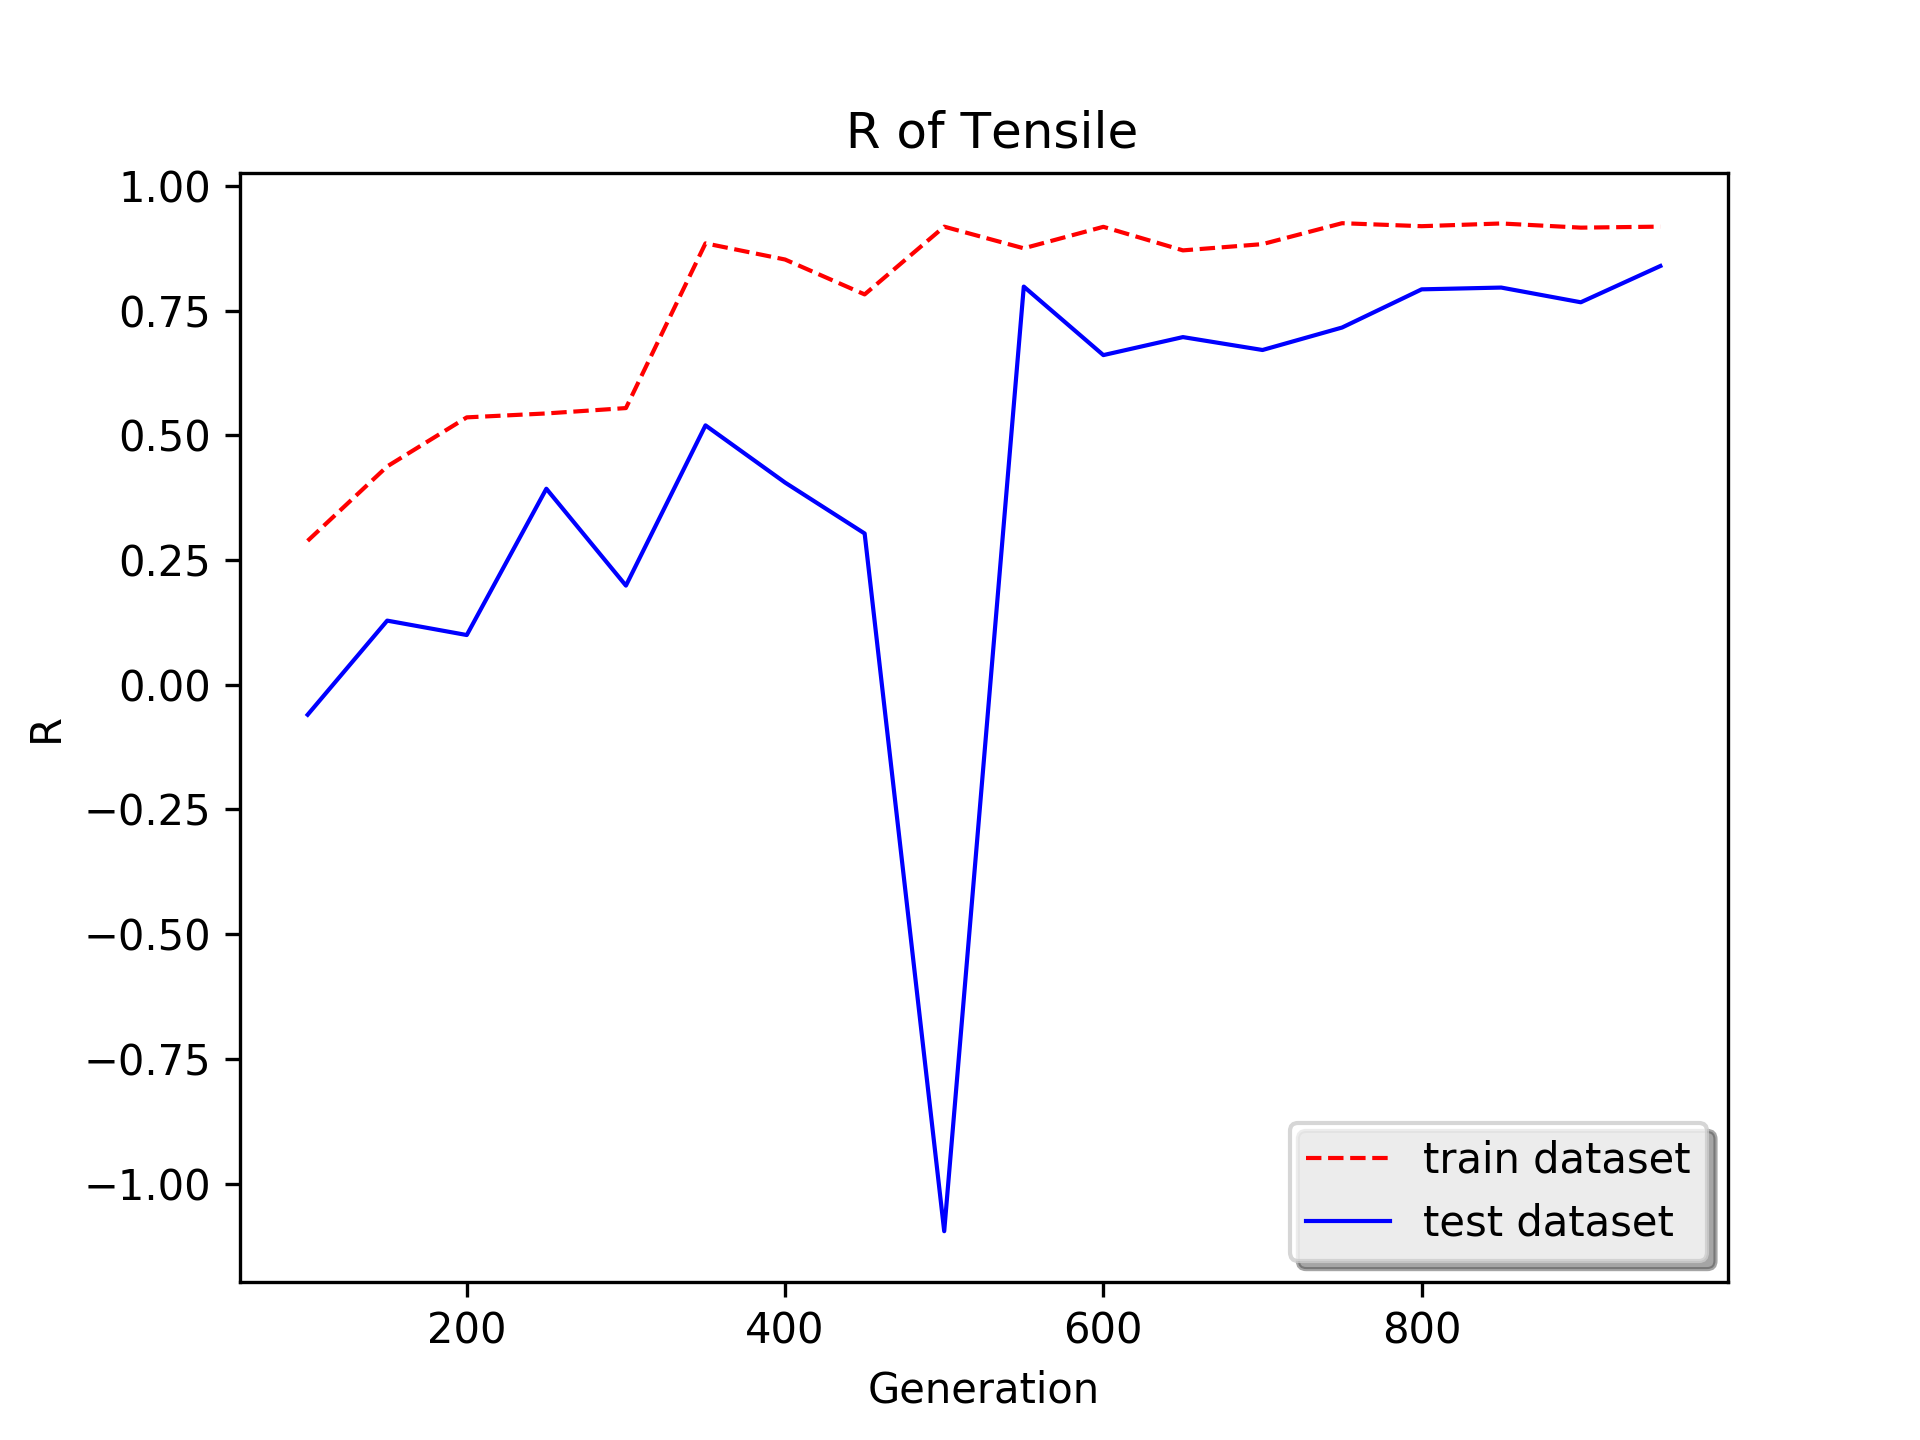 R of Tensile
1.00
0.75
0.50
0.25
0.00
−0.25
−0.50
−0.75
−1.00
R
200 400 600 800
Generation
train dataset
test dataset